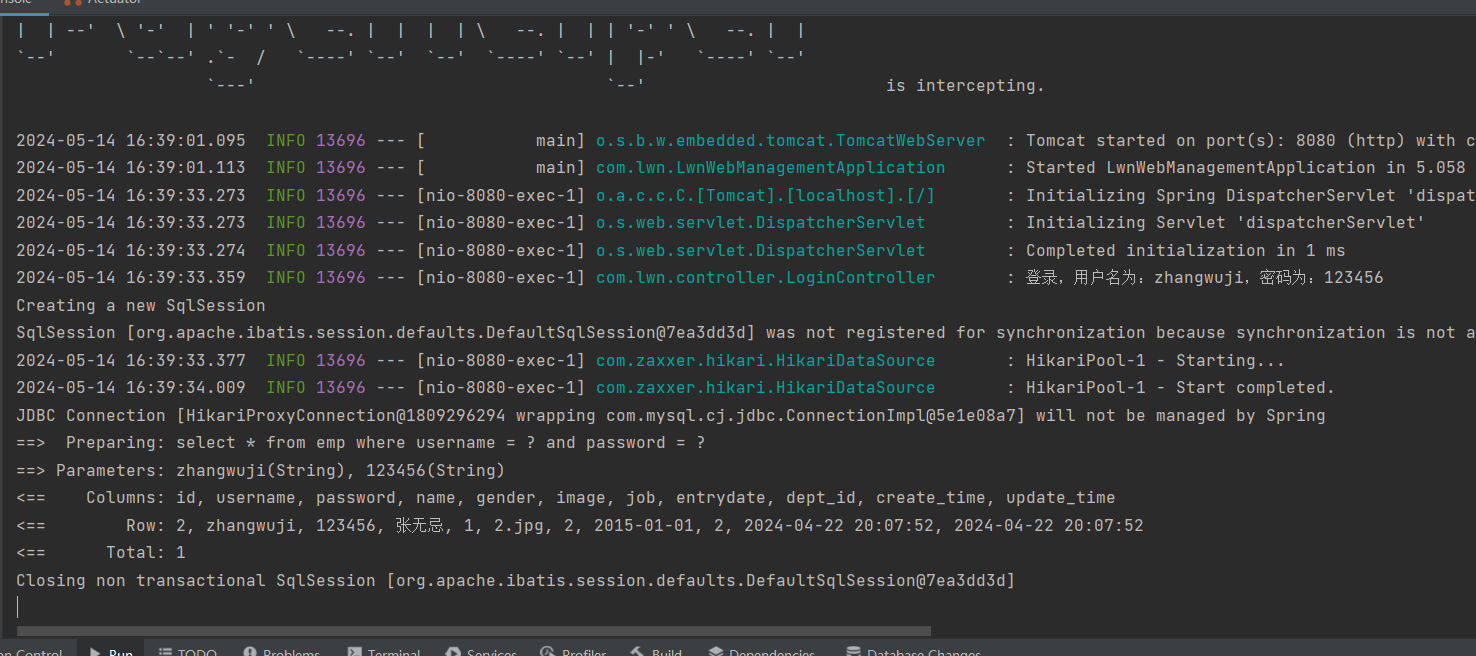 Actuator
is intercepting.
2024-05-14 16:39:01.095  INFO 13696 --- [           main] o.s.b.w.embedded.tomcat.TomcatWebServer  : Tomcat started on port(s): 8080 (http) with c
2024-05-14 16:39:01.113  INFO 13696 --- [           main] com.lwn.LwnWebManagementApplication      : Started LwnWebManagementApplication in 5.058
2024-05-14 16:39:33.273  INFO 13696 --- [nio-8080-exec-1] o.a.c.c.C.[Tomcat].[localhost].[/]       : Initializing Spring DispatcherServlet 'dispat
2024-05-14 16:39:33.273  INFO 13696 --- [nio-8080-exec-1] o.s.web.servlet.DispatcherServlet        : Initializing Servlet 'dispatcherServlet'
2024-05-14 16:39:33.274  INFO 13696 --- [nio-8080-exec-1] o.s.web.servlet.DispatcherServlet        : Completed initialization in 1 ms
2024-05-14 16:39:33.359  INFO 13696 --- [nio-8080-exec-1] com.lwn.controller.LoginController       : 登录，用户名为：zhangwuji，密码为：123456
Creating a new SqlSession
SqlSession [org.apache.ibatis.session.defaults.DefaultSqlSession@7ea3dd3d] was not registered for synchronization because synchronization is not a
2024-05-14 16:39:33.377  INFO 13696 --- [nio-8080-exec-1] com.zaxxer.hikari.HikariDataSource       : HikariPool-1 - Starting...
2024-05-14 16:39:34.009  INFO 13696 --- [nio-8080-exec-1] com.zaxxer.hikari.HikariDataSource       : HikariPool-1 - Start completed.
JDBC Connection [HikariProxyConnection@1809296294 wrapping com.mysql.cj.jdbc.ConnectionImpl@5e1e08a7] will not be managed by Spring
==>  Preparing: select * from emp where username = ? and password = ?
==> Parameters: zhangwuji(String), 123456(String)
<==    Columns: id, username, password, name, gender, image, job, entrydate, dept_id, create_time, update_time
<==        Row: 2, zhangwuji, 123456, 张无忌, 1, 2.jpg, 2, 2015-01-01, 2, 2024-04-22 20:07:52, 2024-04-22 20:07:52
<==      Total: 1
Closing non transactional SqlSession [org.apache.ibatis.session.defaults.DefaultSqlSession@7ea3dd3d]
on Control Run TODO Problems Terminal Services Profiler Build Dependencies Database Changes